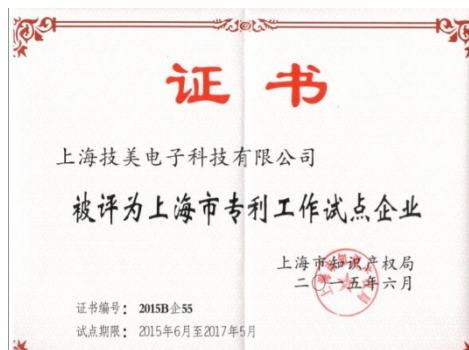 证书
上海技美电子科技有限公司
被评为上海市专利工作试点企业
上海市知识产权局
二〇一五年六月
证书编号：2015B企55
试点期限：2015年6月至2017年5月